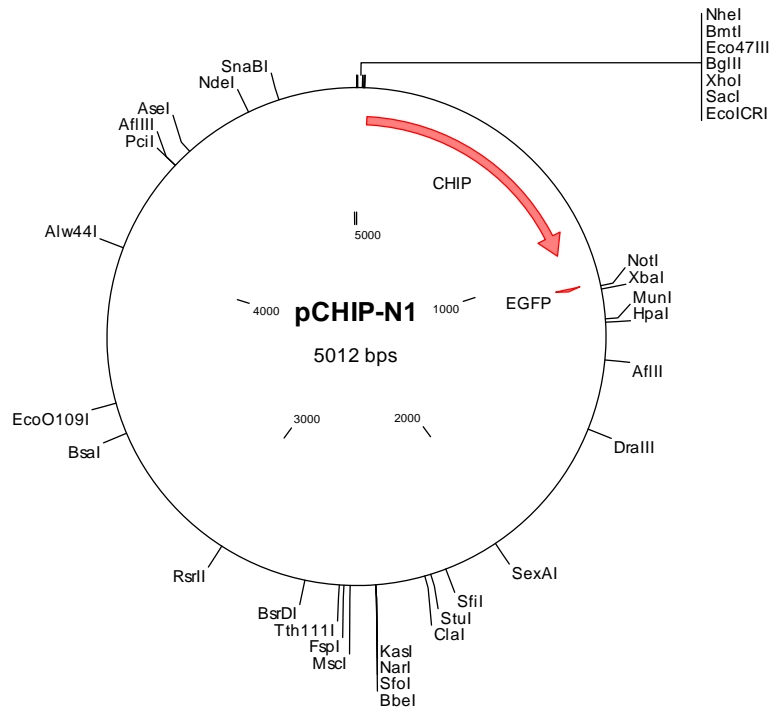 NheI
BmtI
Eco47III
BglII
XhoI
SacI
EcoICRI
SnaBI
NdeI
AseI
AflIII
PciI
CHIP
5000
Alw44I
NotI
XbaI
MunI
HpaI
EGFP
4000
pCHIP-N1
1000
5012 bps
AflII
EcoO109I
BsaI
3000
2000
DraIII
RsrII
SexAI
BsrDI
Tth111I
FspI
MscI
SfiI
StuI
ClaI
KasI
NarI
SfoI
BbeI